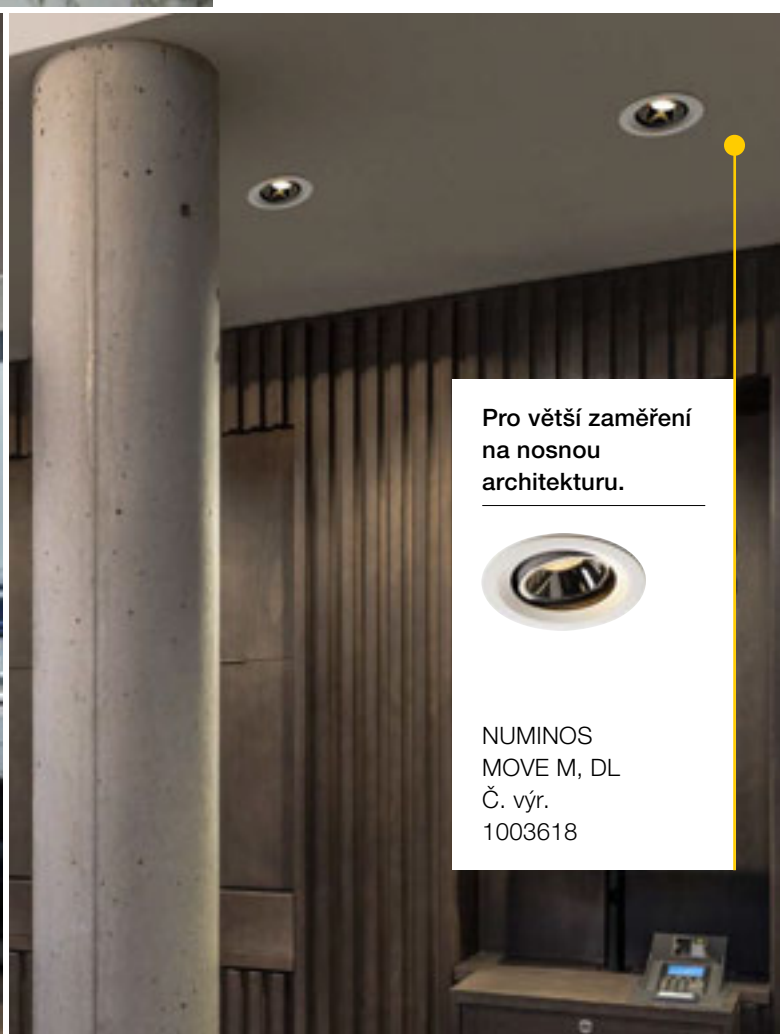 Pro větší zaměření
na nosnou
architekturu.
NUMINOS
MOVE M, DL
Č. výr.
1003618